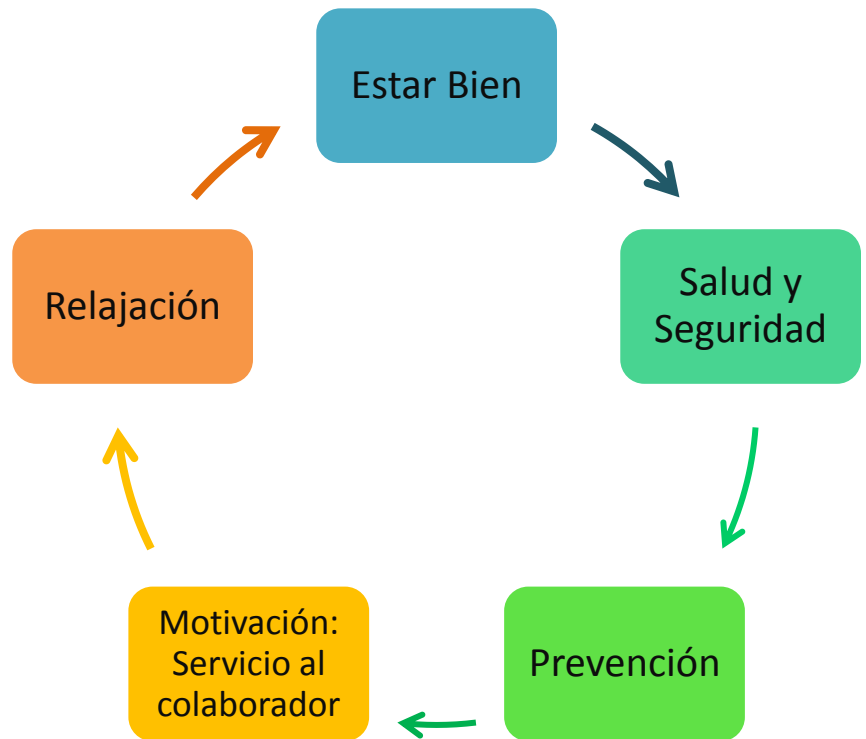 Estar Bien
Salud y
Seguridad
Prevención
Motivación:
Servicio al
colaborador
Relajación